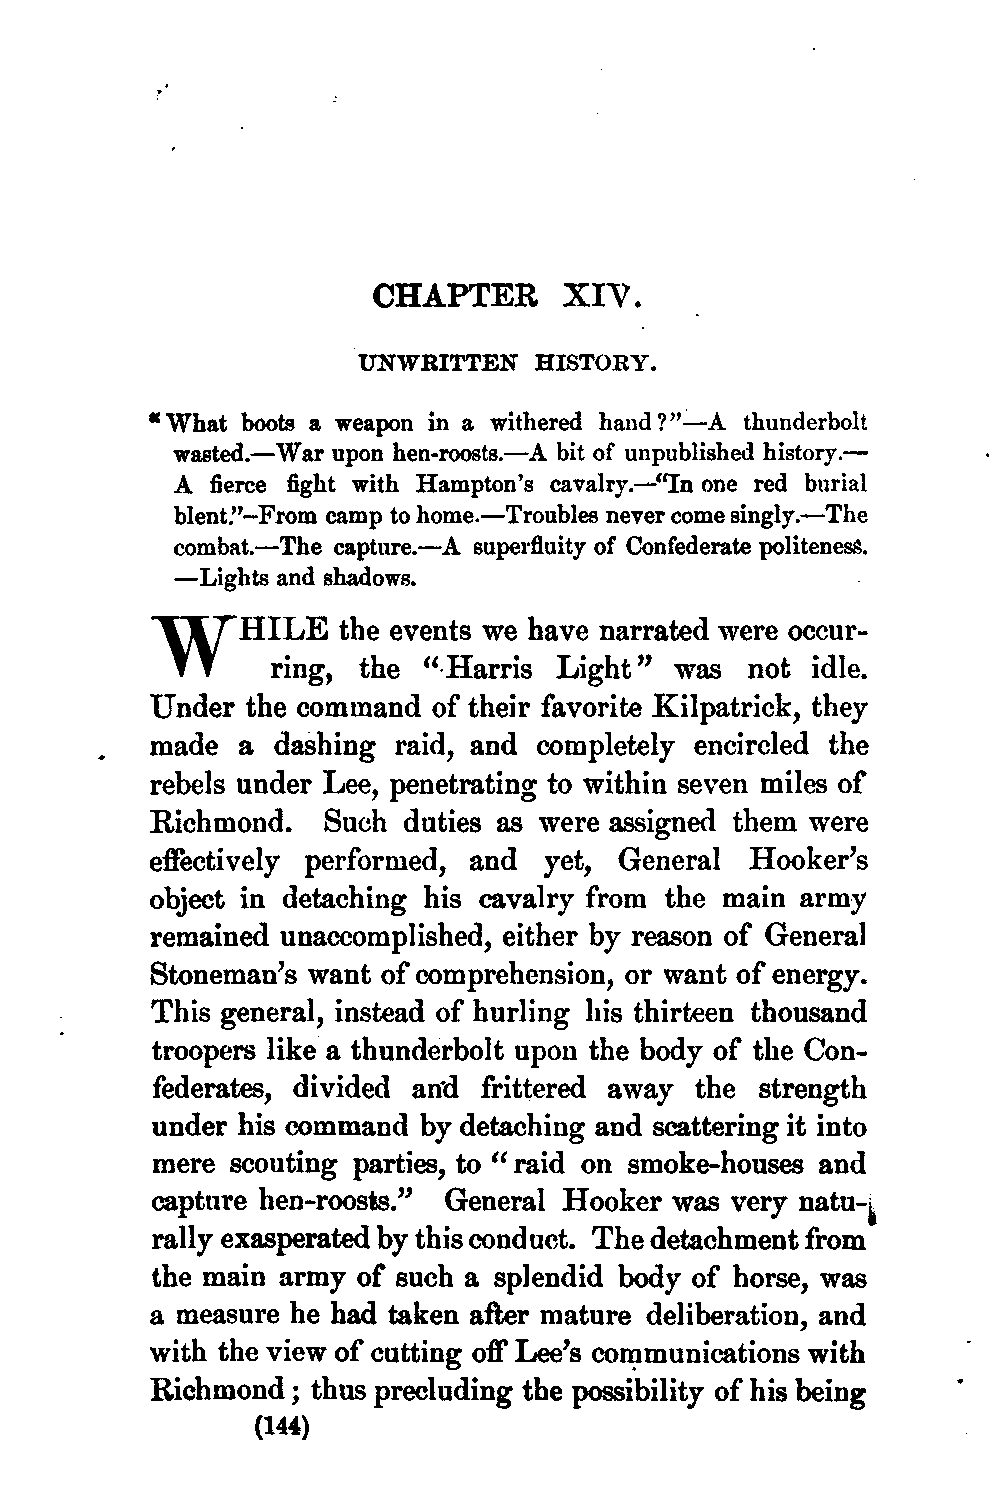 CHAPTER XIV.
UNWRITTEN HISTORY.
"What boots a weapon in a withered hand?"—A thunderbolt
wasted.—War upon hen-roosts.—A bit of unpublished history.—
A fierce fight with Hampton's cavalry.—"In one red burial
blent."—From camp to home.—Troubles never come singly.—The
combat.—The capture.—A superfluity of Confederate politeness.
—Lights and shadows.
WHILE the events we have narrated were occur-
ring, the "Harris Light" was not idle.
Under the command of their favorite Kilpatrick, they
made a dashing raid, and completely encircled the
rebels under Lee, penetrating to within seven miles of
Richmond. Such duties as were assigned them were
effectively performed, and yet, General Hooker's
object in detaching his cavalry from the main army
remained unaccomplished, either by reason of General
Stoneman's want of comprehension, or want of energy.
This general, instead of hurling his thirteen thousand
troopers like a thunderbolt upon the body of the Con-
federates, divided and frittered away the strength
under his command by detaching and scattering it into
mere scouting parties, to "raid on smoke-houses and
capture hen-roosts." General Hooker was very natu-
rally exasperated by this conduct. The detachment from
the main army of such a splendid body of horse, was
a measure he had taken after mature deliberation, and
with the view of cutting off Lee's communications with
Richmond; thus precluding the possibility of his being
(144)